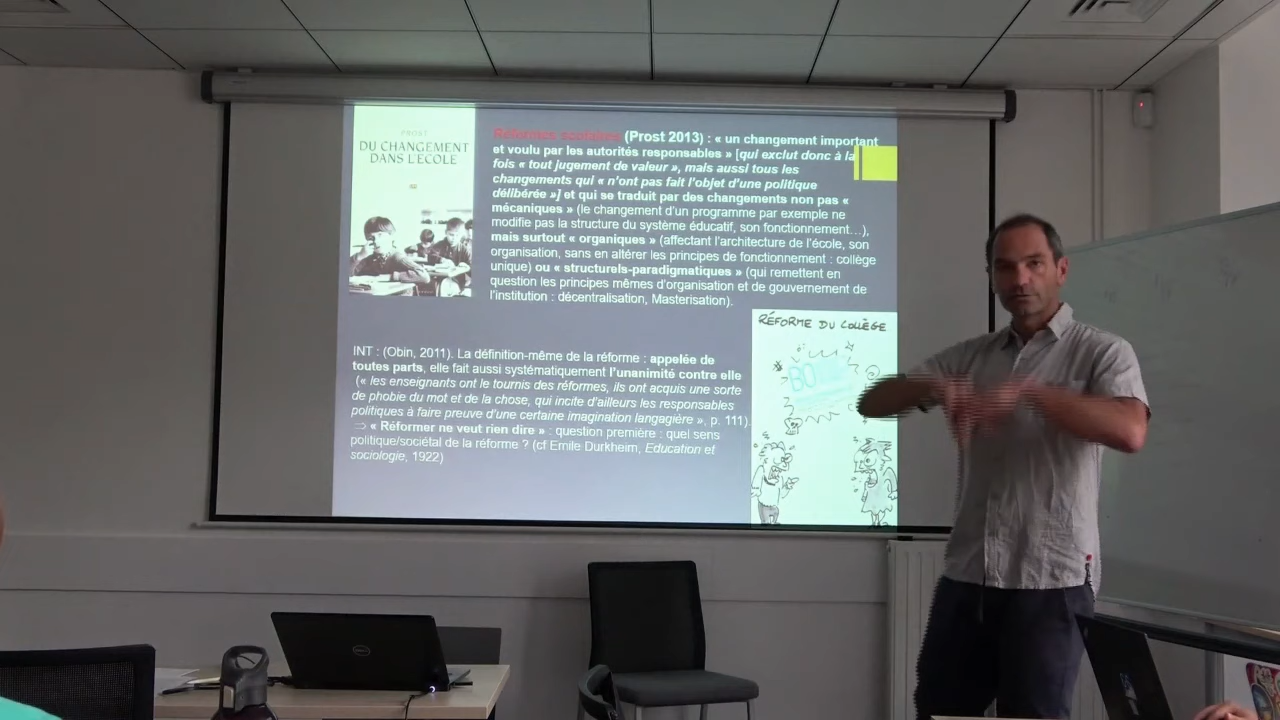 PROST
DU CHANGEMENT
DANS L'ÉCOLE
Réformes scolaires (Prost 2013) : « un changement important
et voulu par les autorités responsables » [qui exclut donc à la
fois « tout jugement de valeur », mais aussi tous les
changements qui « n'ont pas fait l'objet d'une politique
délibérée »] et qui se traduit par des changements non pas «
mécaniques » (le changement d'un programme par exemple ne
modifie pas la structure du système éducatif, son fonctionnement…),
mais surtout « organiques » (affectant l'architecture de l'école, son
organisation, sans en altérer les principes de fonctionnement : collège
unique) ou « structurels-paradigmatiques » (qui remettent en
question les principes mêmes d'organisation et de gouvernement de
l'institution : décentralisation, Masterisation).
INT : (Obin, 2011). La définition-même de la réforme : appelée de
toutes parts, elle fait aussi systématiquement l'unanimité contre elle
(« les enseignants ont le tournis des réformes, ils ont acquis une sorte
de phobie du mot et de la chose, qui incite d'ailleurs les responsables
politiques à faire preuve d'une certaine imagination langagière », p. 111).
⇒ « Réformer ne veut rien dire » : question première : quel sens
politique/sociétal de la réforme ? (cf Emile Durkheim, Education et
sociologie, 1922)
RÉFORME DU COLLÈGE
DELL